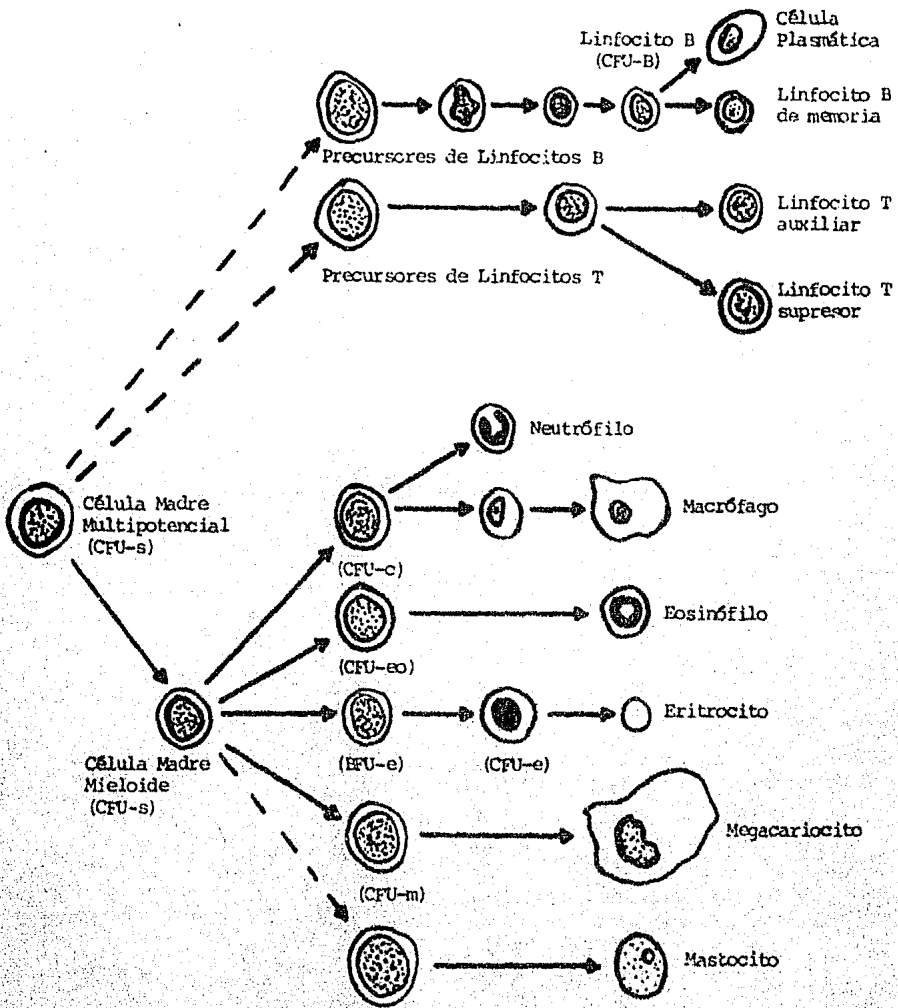 Célula
Plasmática
Linfocito B
(CFU-B)
Linfocito B
de memoria
Precursores de Linfocitos B
Linfocito T
auxiliar
Precursores de Linfocitos T
Linfocito T
supresor
Neutrófilo
Célula Madre
Multipotencial
(CFU-s)
Macrófago
(CFU-c)
Eosinófilo
(CFU-eo)
Eritrocito
(BFU-e)
(CFU-e)
Célula Madre
Mieloide
(CFU-s)
Megacariocito
(CFU-m)
Mastocito